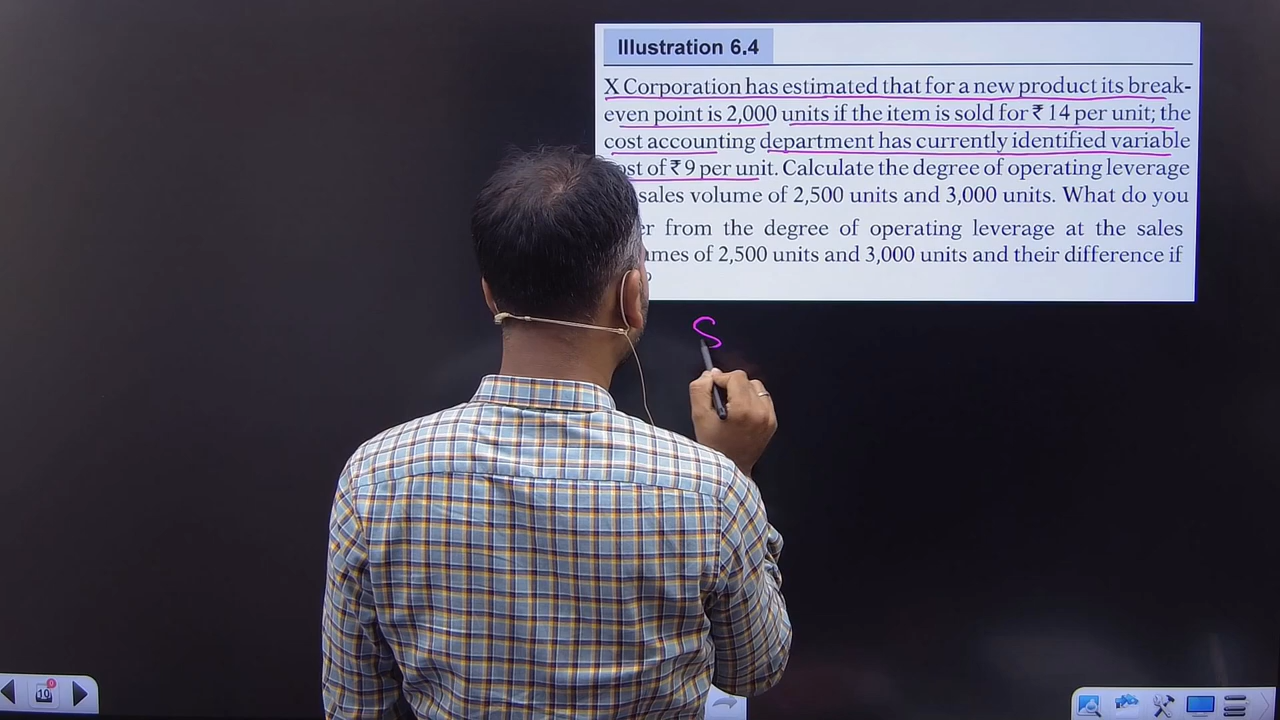 Illustration 6.4
X Corporation has estimated that for a new product its break-
even point is 2,000 units if the item is sold for ₹ 14 per unit; the
cost accounting department has currently identified variable
ost of ₹ 9 per unit. Calculate the degree of operating leverage
sales volume of 2,500 units and 3,000 units. What do you
er from the degree of operating leverage at the sales
umes of 2,500 units and 3,000 units and their difference if
?
S
10